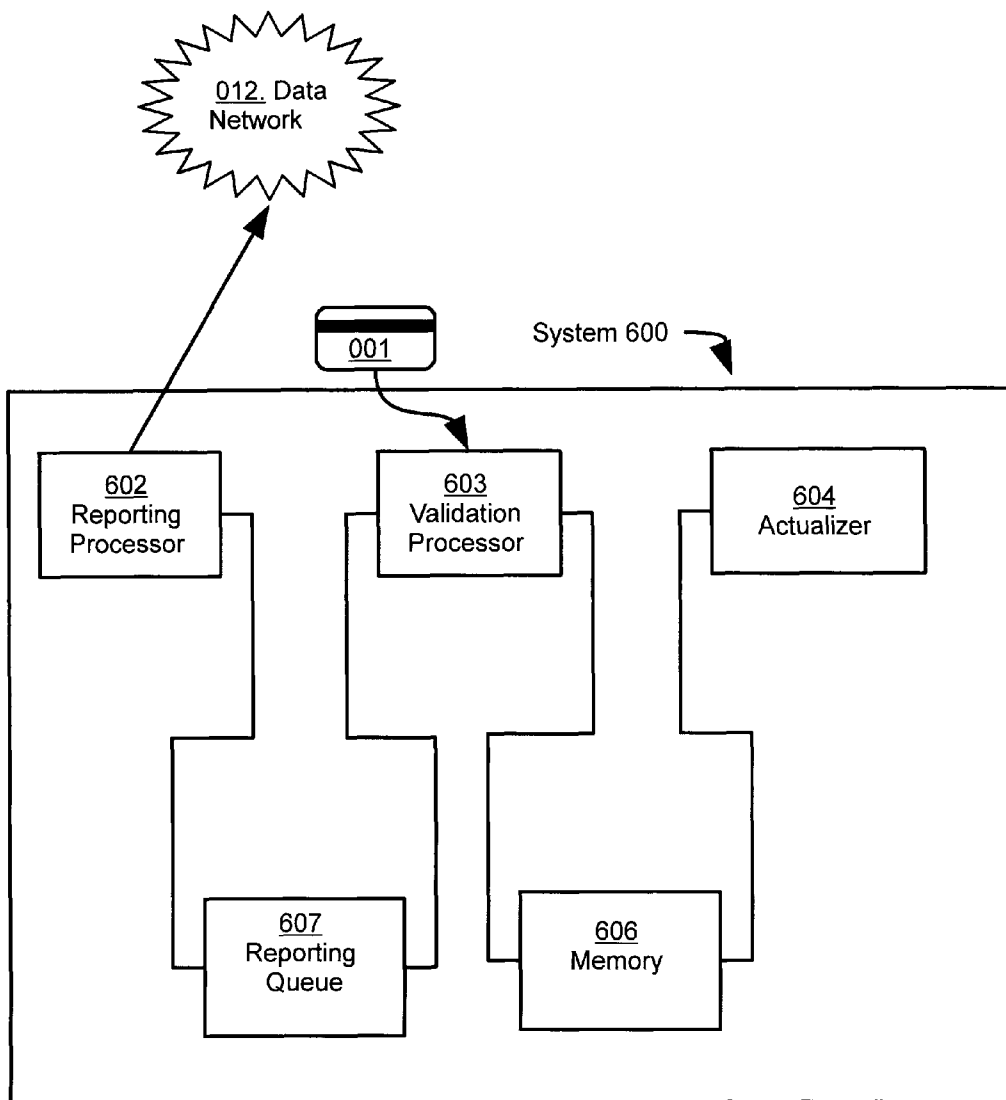 012. Data
Network
001
System 600
602
Reporting
Processor
603
Validation
Processor
604
Actualizer
607
Reporting
Queue
606
Memory